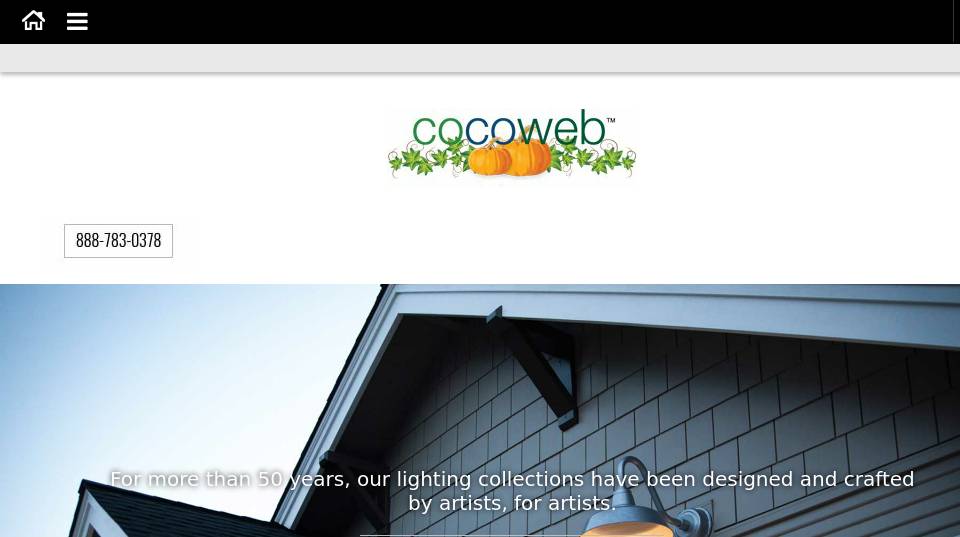 cocoweb™
888-783-0378
For more than 50 years, our lighting collections have been designed and crafted
by artists, for artists.